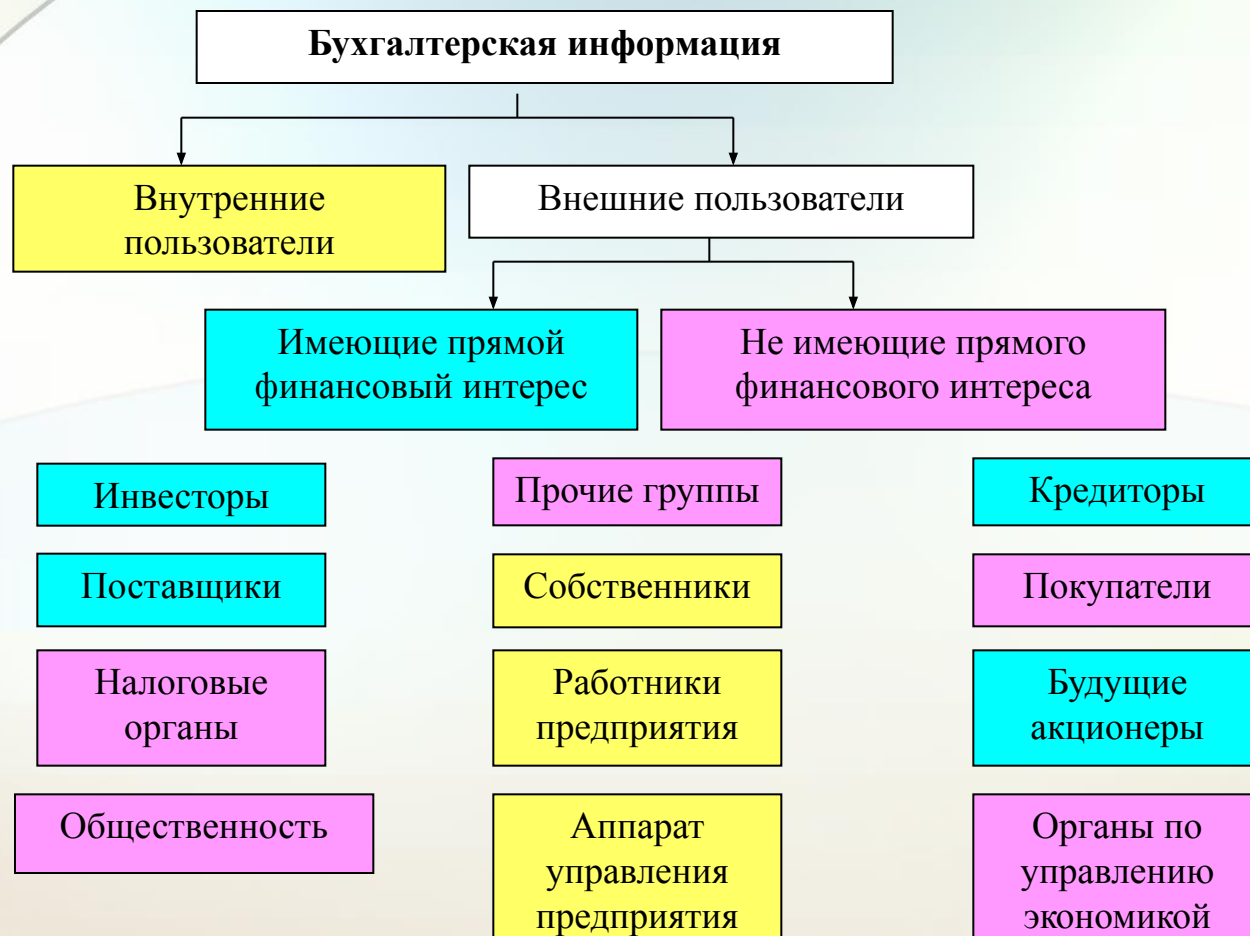 Бухгалтерская информация
Внутренние
пользователи
Внешние пользователи
Имеющие прямой
финансовый интерес
Не имеющие прямого
финансового интереса
Инвесторы
Прочие группы
Кредиторы
Поставщики
Собственники
Покупатели
Налоговые
органы
Работники
предприятия
Будущие
акционеры
Общественность
Аппарат
управления
предприятия
Органы по
управлению
экономикой